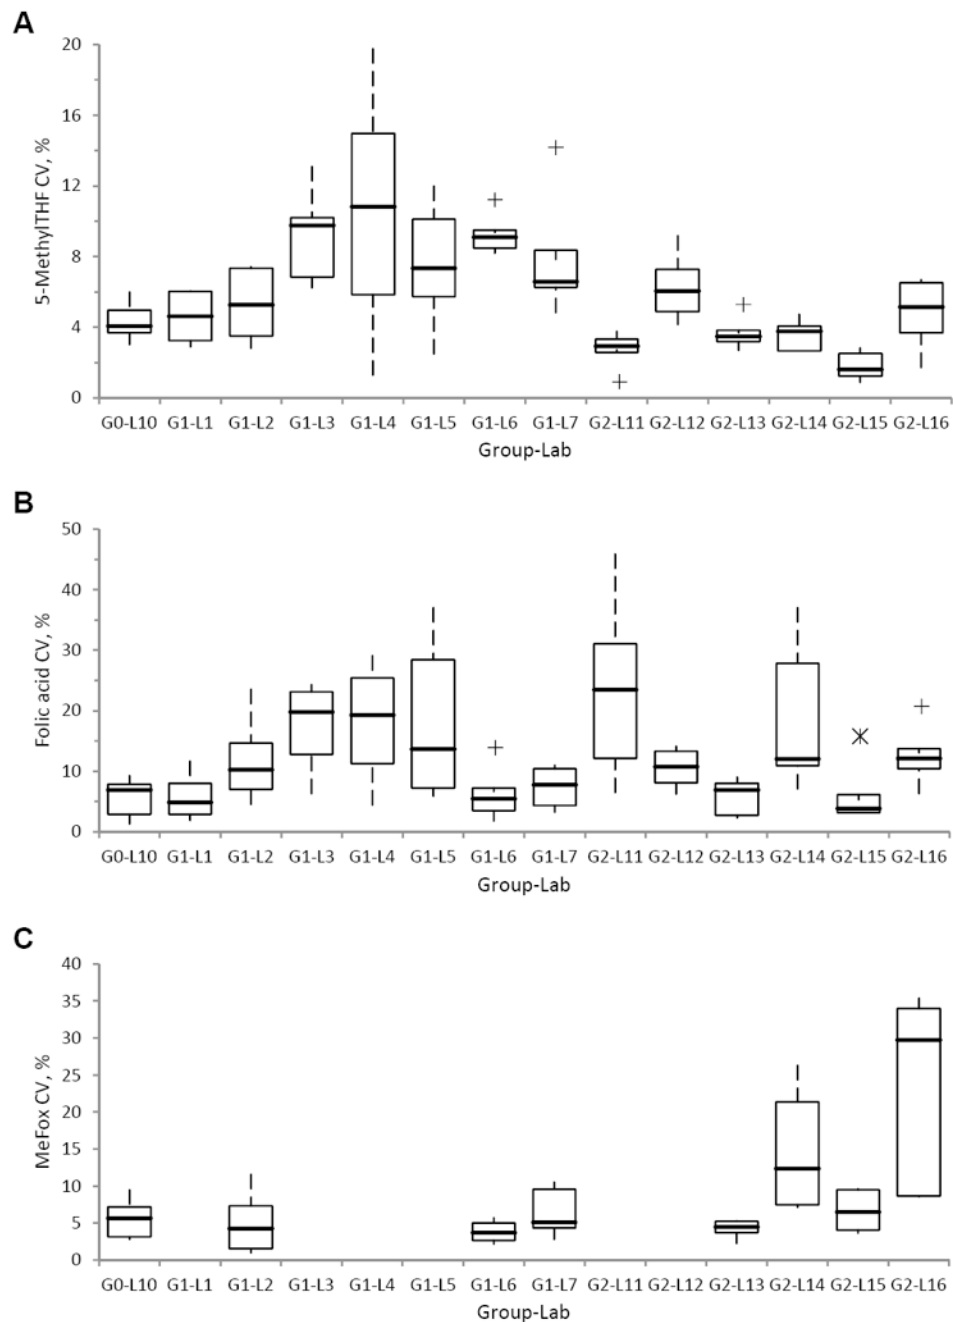 A
5-MethylTHF CV, %
20
16
12
8
4
0
G0-L10 G1-L1 G1-L2 G1-L3 G1-L4 G1-L5 G1-L6 G1-L7 G2-L11 G2-L12 G2-L13 G2-L14 G2-L15 G2-L16
Group-Lab
B
Folic acid CV, %
50
40
30
20
10
0
G0-L10 G1-L1 G1-L2 G1-L3 G1-L4 G1-L5 G1-L6 G1-L7 G2-L11 G2-L12 G2-L13 G2-L14 G2-L15 G2-L16
Group-Lab
C
MeFox CV, %
40
35
30
25
20
15
10
5
0
G0-L10 G1-L1 G1-L2 G1-L3 G1-L4 G1-L5 G1-L6 G1-L7 G2-L11 G2-L12 G2-L13 G2-L14 G2-L15 G2-L16
Group-Lab